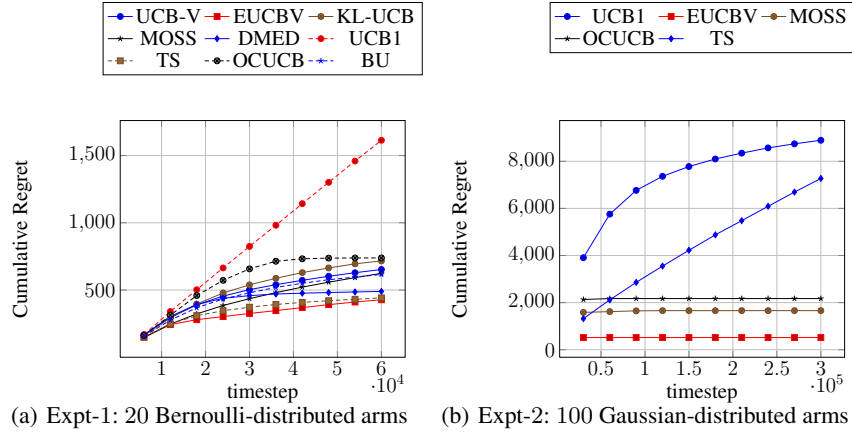 UCB-V EUCBV KL-UCB
MOSS DMED UCB1
TS OCUCB BU
Cumulative Regret
1,500
1,000
500
1 2 3 4 5 6
timestep
·10^4
(a) Expt-1: 20 Bernoulli-distributed arms
UCB1 EUCBV MOSS
OCUCB TS
Cumulative Regret
8,000
6,000
4,000
2,000
0
0.5 1 1.5 2 2.5 3
timestep
·10^5
(b) Expt-2: 100 Gaussian-distributed arms